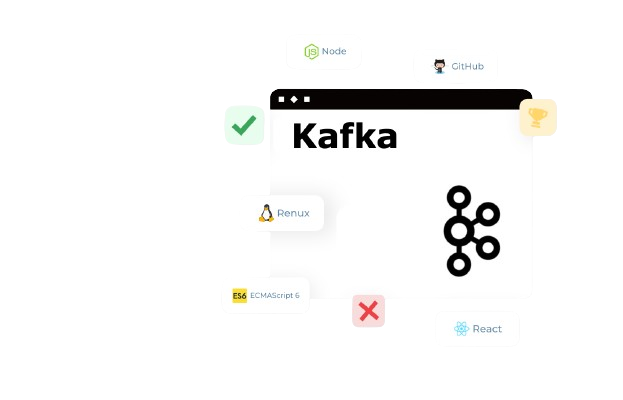 Node
GitHub
Kafka
Renux
ES6 ECMAScript 6
React